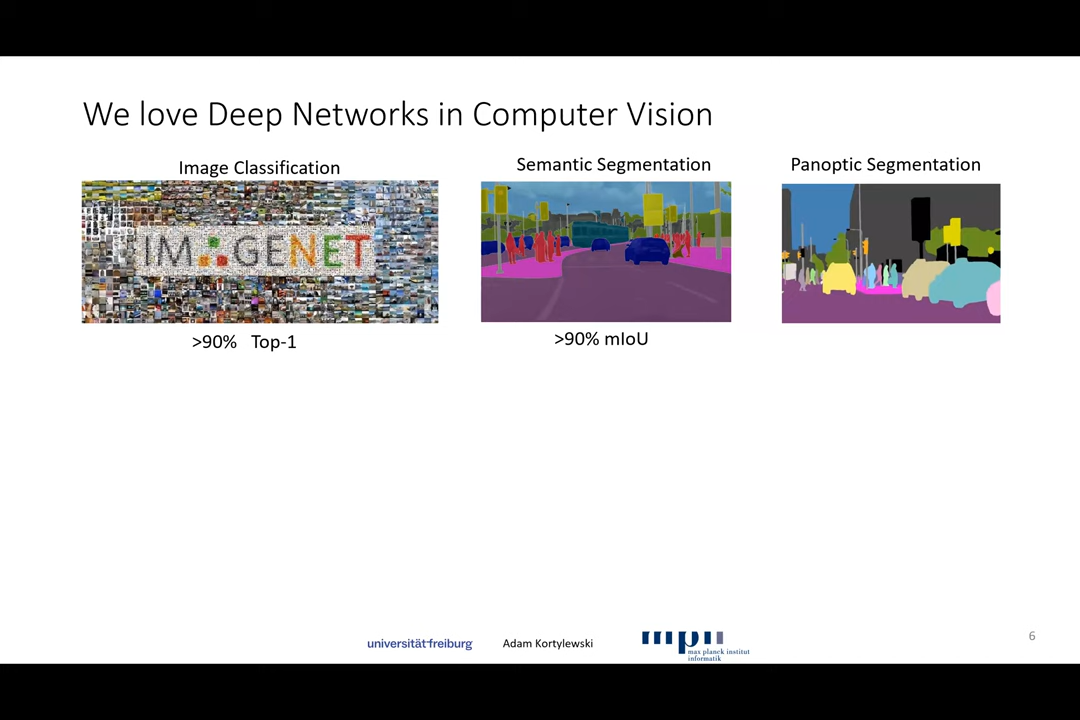 We love Deep Networks in Computer Vision
Image Classification
Semantic Segmentation
Panoptic Segmentation
IMAGENET
>90% Top-1
>90% mIoU
universität freiburg
Adam Kortylewski
max planck institut
informatik
6